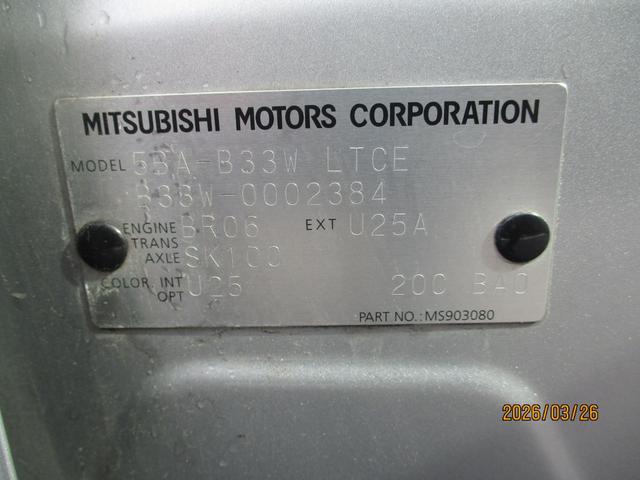 MITSUBISHI MOTORS CORPORATION
MODEL 5BA-B33W LTCE
B33W-0002384
ENGINE BR06 EXT U25A
TRANS AXLE SK100
COLOR. INT OPT U25 20C BA0
PART NO.: MS903080
2026/03/26